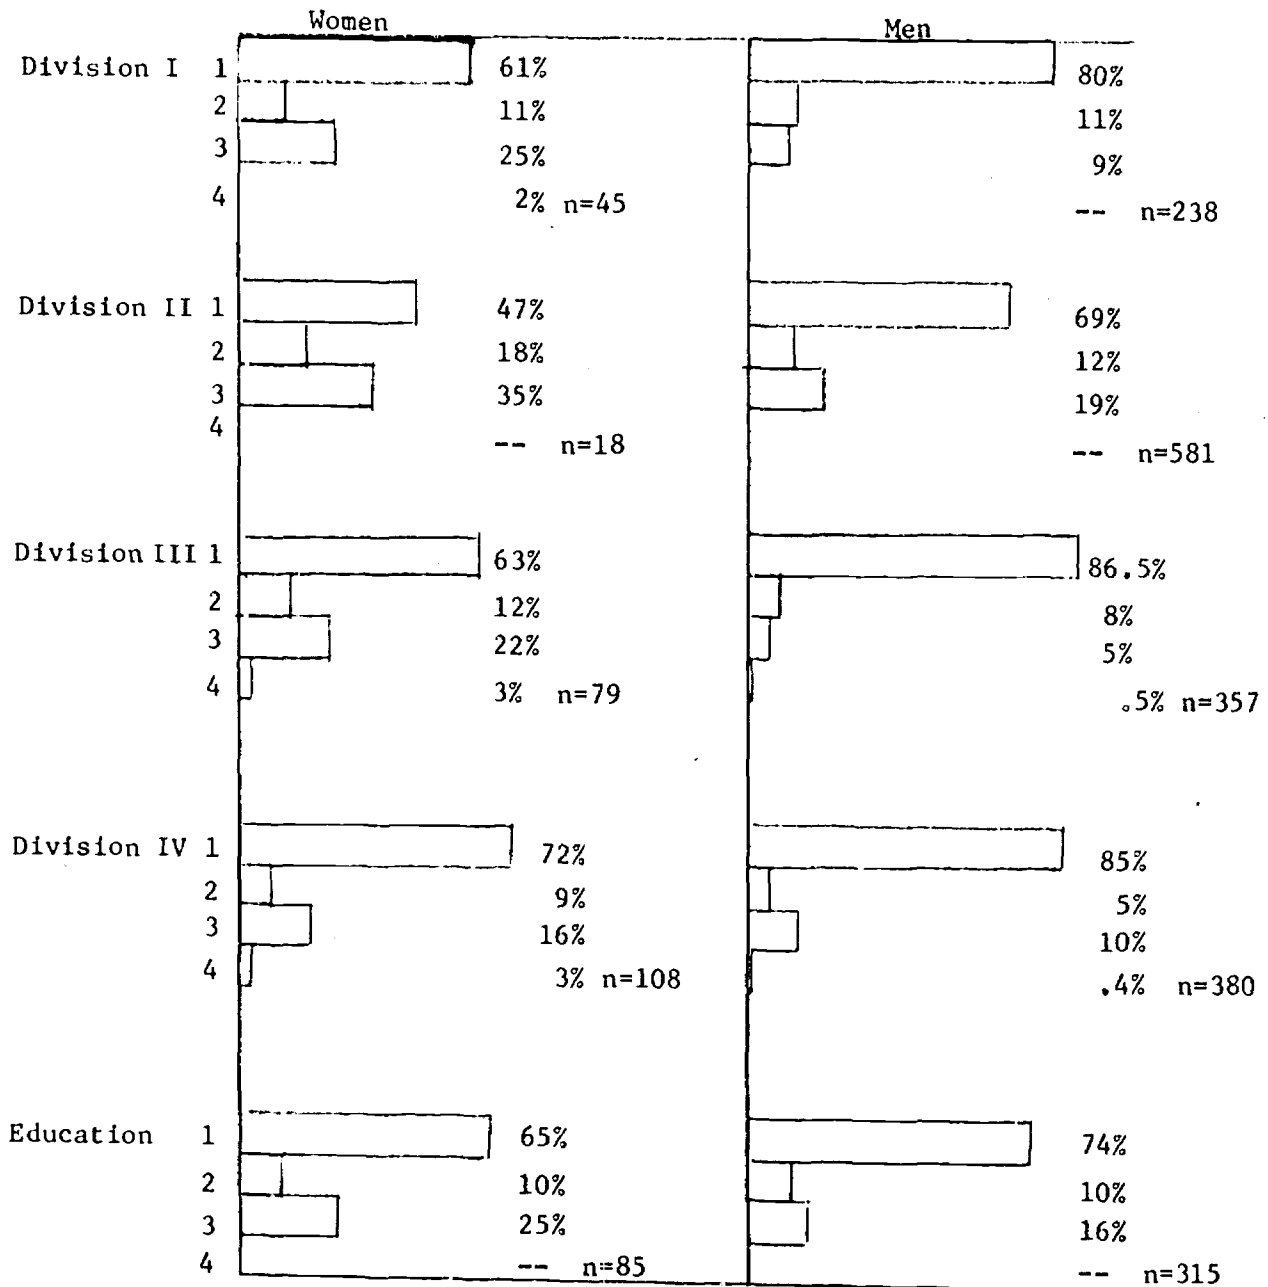 Women Men
Division I 1 61% 80%
2 11% 11%
3 25% 9%
4 2% n=45 -- n=238
Division II 1 47% 69%
2 18% 12%
3 35% 19%
4 -- n=18 -- n=581
Division III 1 63% 86.5%
2 12% 8%
3 22% 5%
4 3% n=79 .5% n=357
Division IV 1 72% 85%
2 9% 5%
3 16% 10%
4 3% n=108 .4% n=380
Education 1 65% 74%
2 10% 10%
3 25% 16%
4 -- n=85 -- n=315